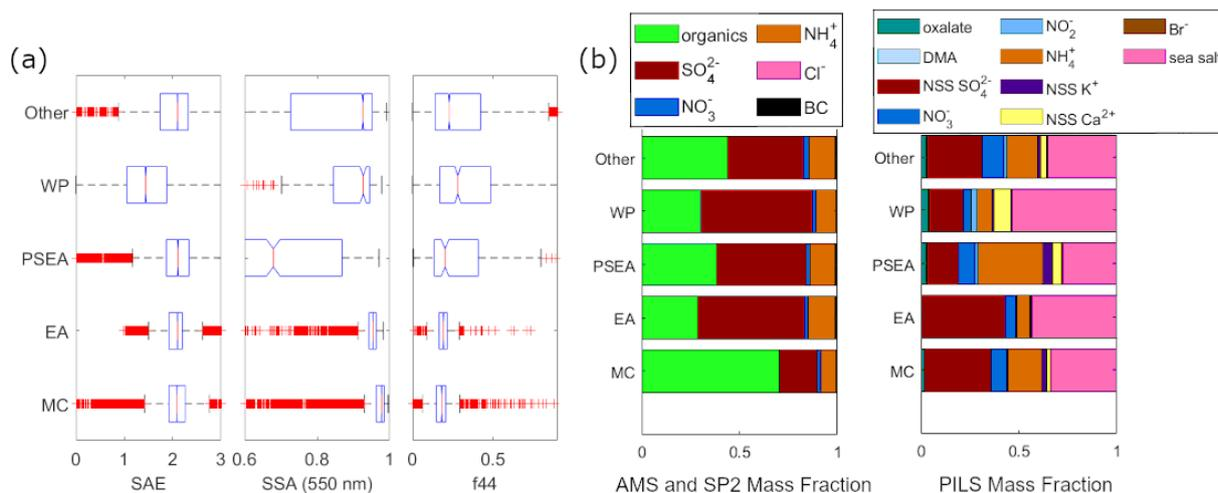 (a)
Other
WP
PSEA
EA
MC
0 1 2 3
SAE
0.6 0.8 1
SSA (550 nm)
0 0.5
f44
(b)
organics
SO₄²⁻
NO₃⁻
NH₄⁺
Cl⁻
BC
Other
WP
PSEA
EA
MC
0 0.5 1
AMS and SP2 Mass Fraction
oxalate
DMA
NSS SO₄²⁻
NO₃⁻
NO₂⁻
NH₄⁺
NSS K⁺
NSS Ca²⁺
Br⁻
sea salt
Other
WP
PSEA
EA
MC
0 0.5 1
PILS Mass Fraction